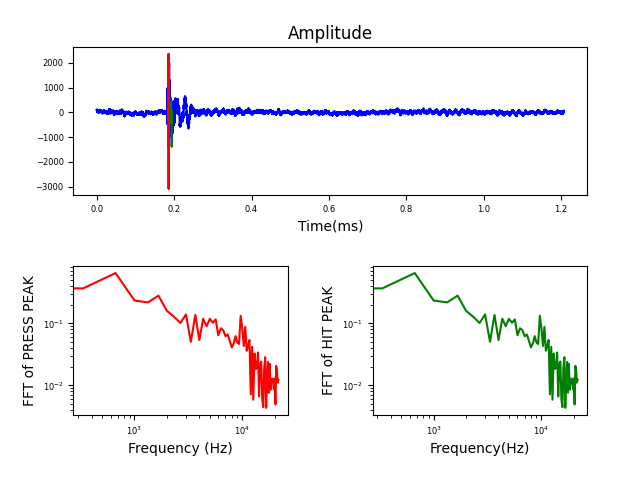 Amplitude
2000
1000
0
−1000
−2000
−3000
0.0 0.2 0.4 0.6 0.8 1.0 1.2
Time(ms)
FFT of PRESS PEAK
10⁻¹
10⁻²
10³ 10⁴
Frequency (Hz)
FFT of HIT PEAK
10⁻¹
10⁻²
10³ 10⁴
Frequency(Hz)